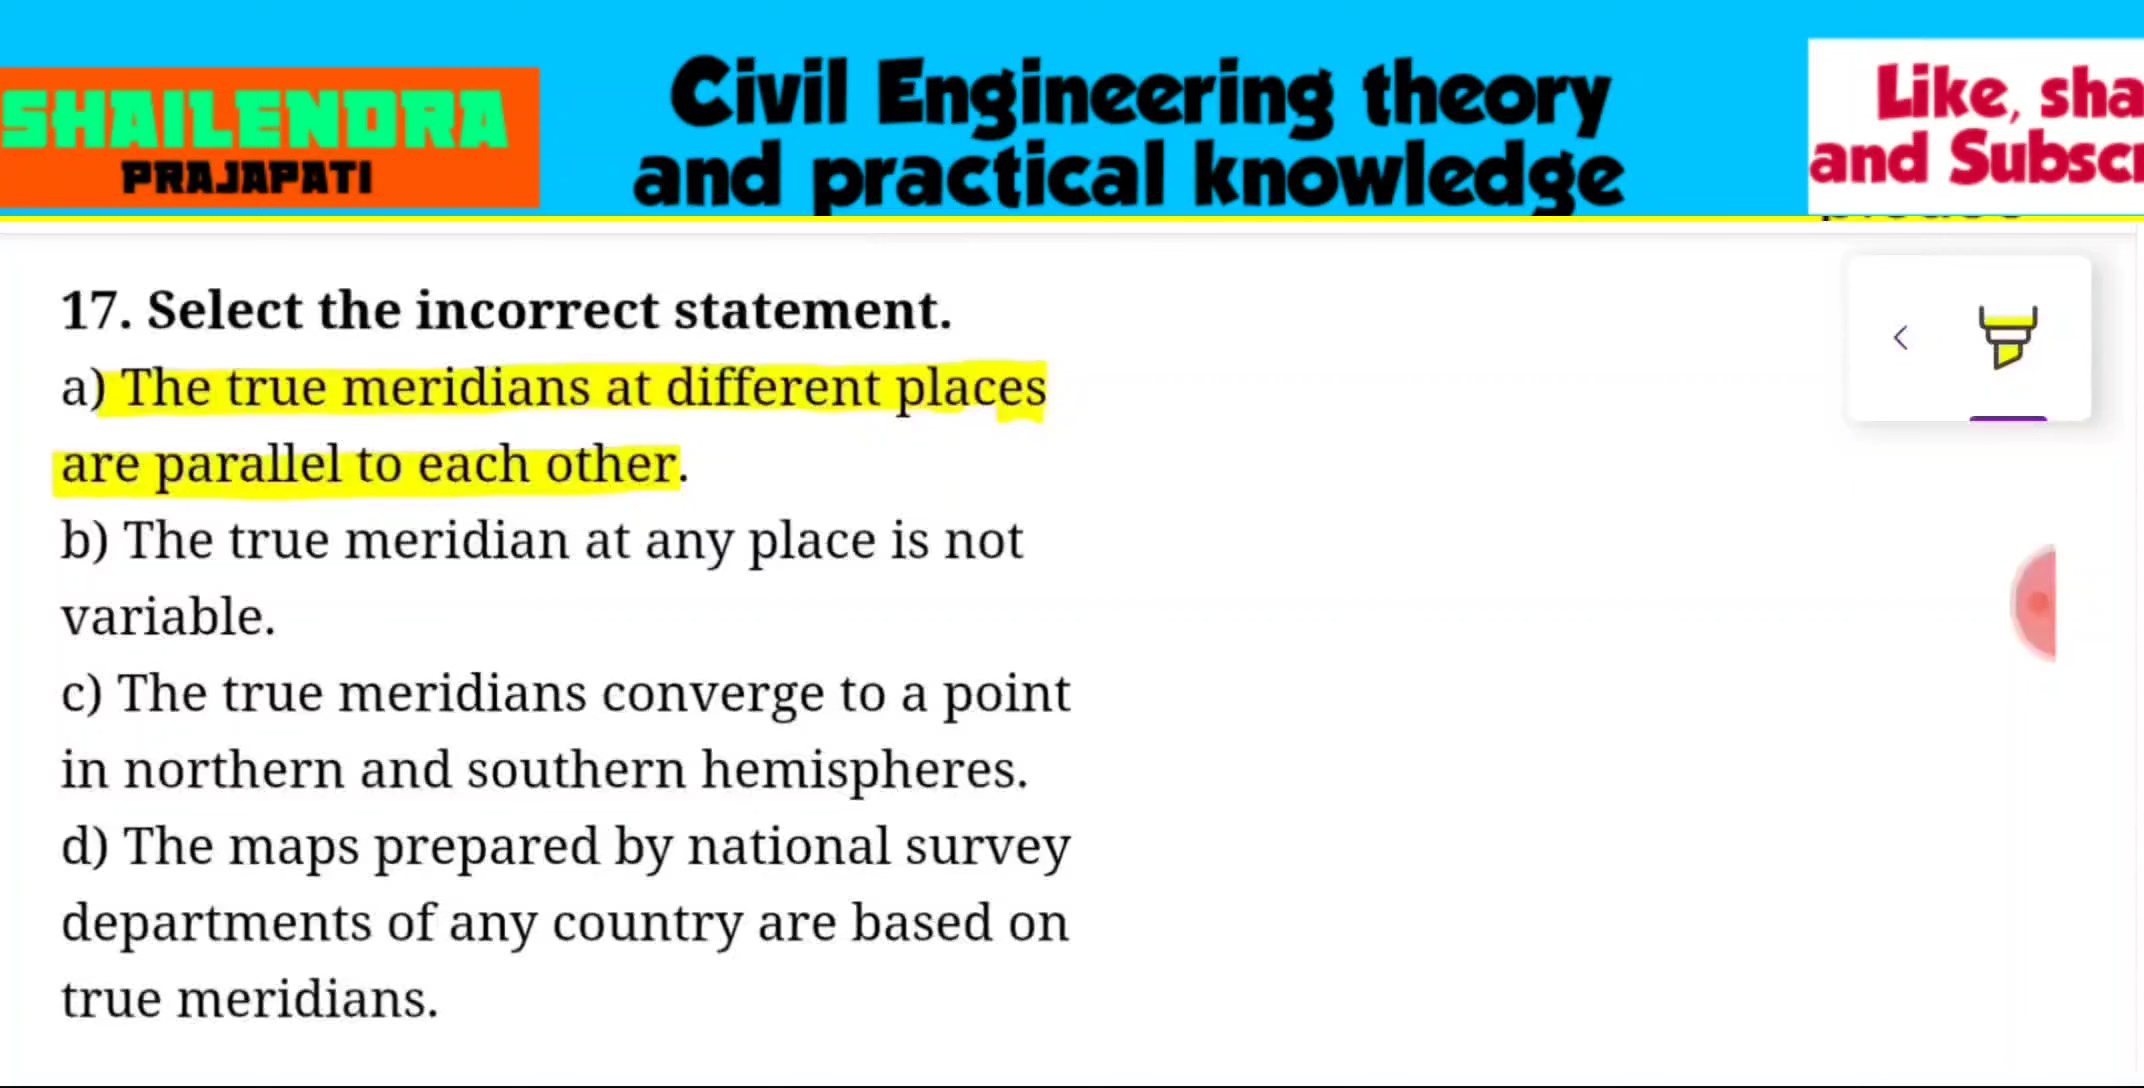 SHAILENDRA
PRAJAPATI
Civil Engineering theory
and practical knowledge
Like, sha
and Subscr
17. Select the incorrect statement.
a) The true meridians at different places
are parallel to each other.
b) The true meridian at any place is not
variable.
c) The true meridians converge to a point
in northern and southern hemispheres.
d) The maps prepared by national survey
departments of any country are based on
true meridians.